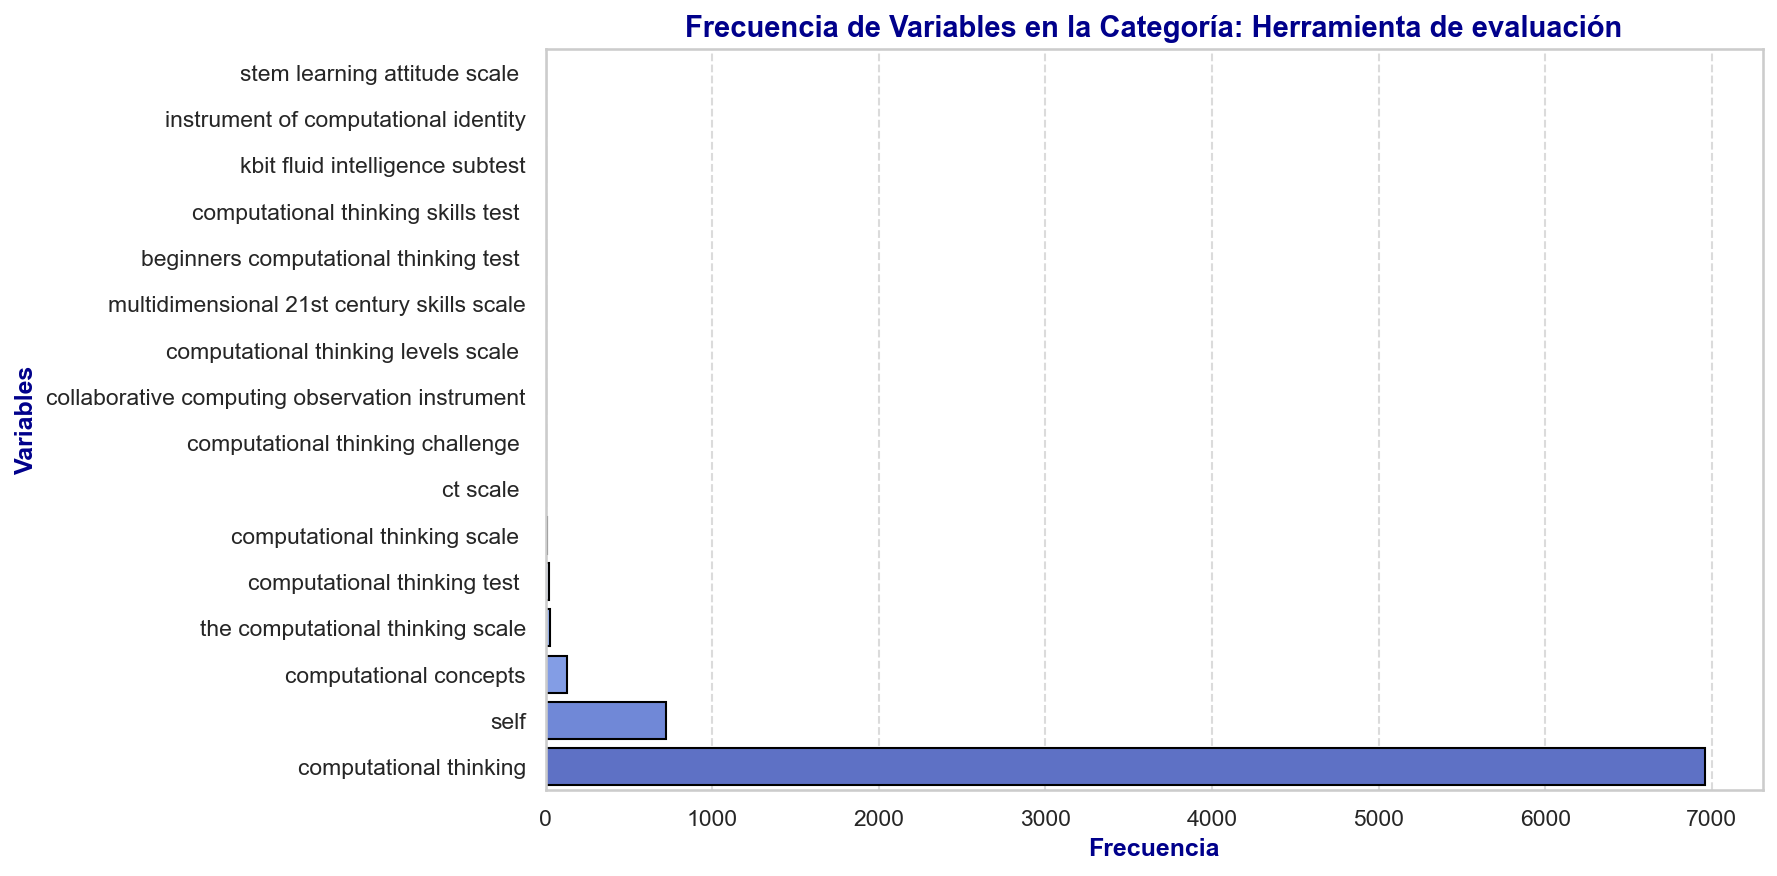 Frecuencia de Variables en la Categoría: Herramienta de evaluación
stem learning attitude scale
instrument of computational identity
kbit fluid intelligence subtest
computational thinking skills test
beginners computational thinking test
multidimensional 21st century skills scale
computational thinking levels scale
collaborative computing observation instrument
computational thinking challenge
ct scale
computational thinking scale
computational thinking test
the computational thinking scale
computational concepts
self
computational thinking
Variables
0 1000 2000 3000 4000 5000 6000 7000
Frecuencia